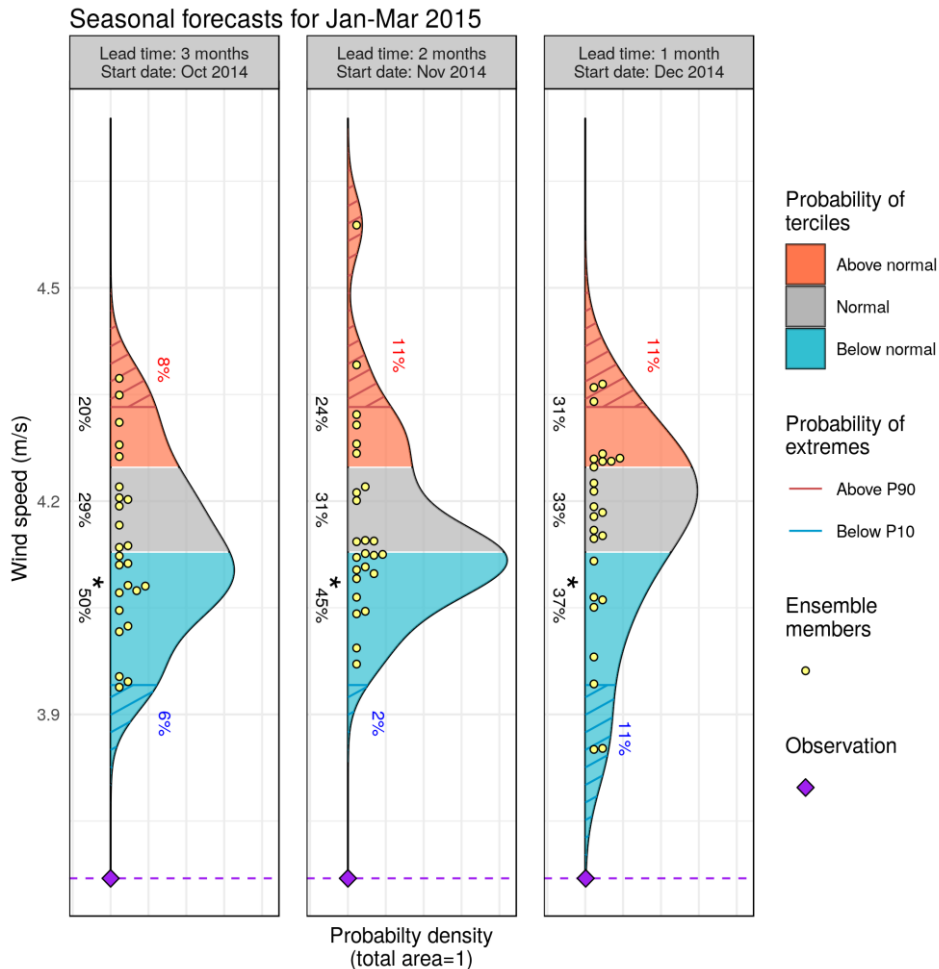 Seasonal forecasts for Jan-Mar 2015
Lead time: 3 months
Start date: Oct 2014
Lead time: 2 months
Start date: Nov 2014
Lead time: 1 month
Start date: Dec 2014
Wind speed (m/s)
4.5
4.2
3.9
8%
20%
29%
50%
*
6%
11%
24%
31%
45%
*
2%
11%
31%
33%
37%
*
11%
Probabilty density
(total area=1)
Probability of
terciles
Above normal
Normal
Below normal
Probability of
extremes
Above P90
Below P10
Ensemble
members
Observation